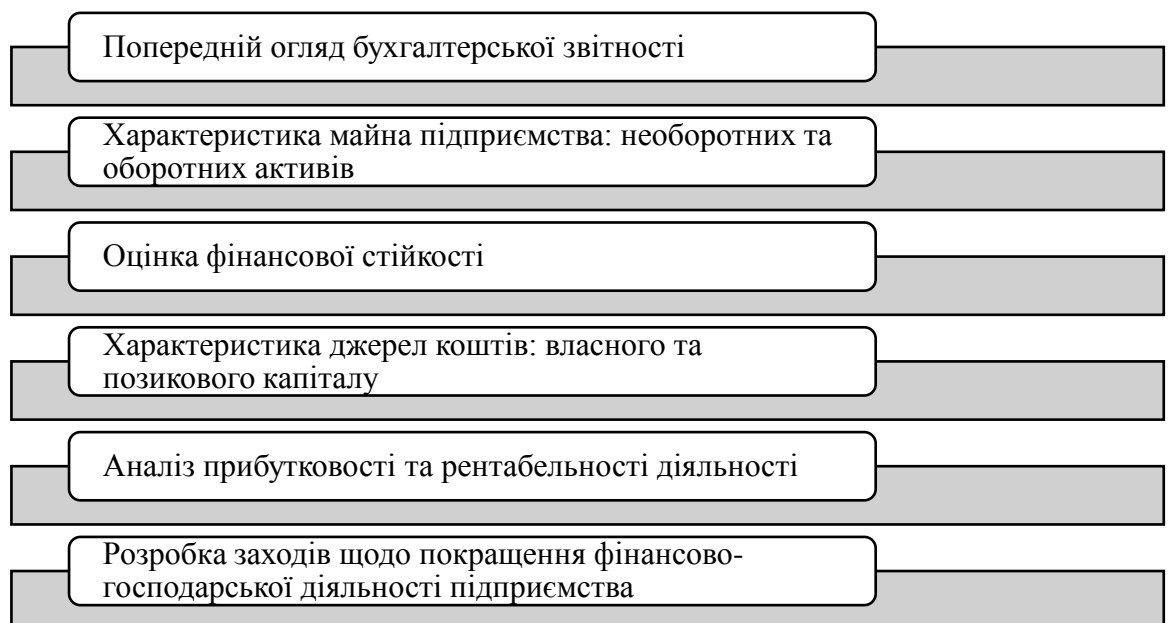 Попередній огляд бухгалтерської звітності
Характеристика майна підприємства: необоротних та
оборотних активів
Оцінка фінансової стійкості
Характеристика джерел коштів: власного та
позикового капіталу
Аналіз прибутковості та рентабельності діяльності
Розробка заходів щодо покращення фінансово-
господарської діяльності підприємства